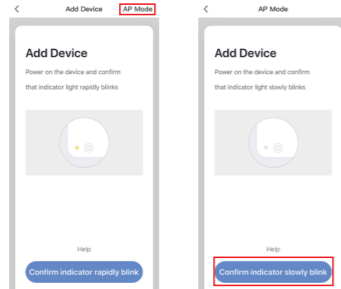 Add Device AP Mode
Add Device
Power on the device and confirm
that indicator light rapidly blinks
Help
Confirm indicator rapidly blink
AP Mode
Add Device
Power on the device and confirm
that indicator light slowly blinks
Help
Confirm indicator slowly blink